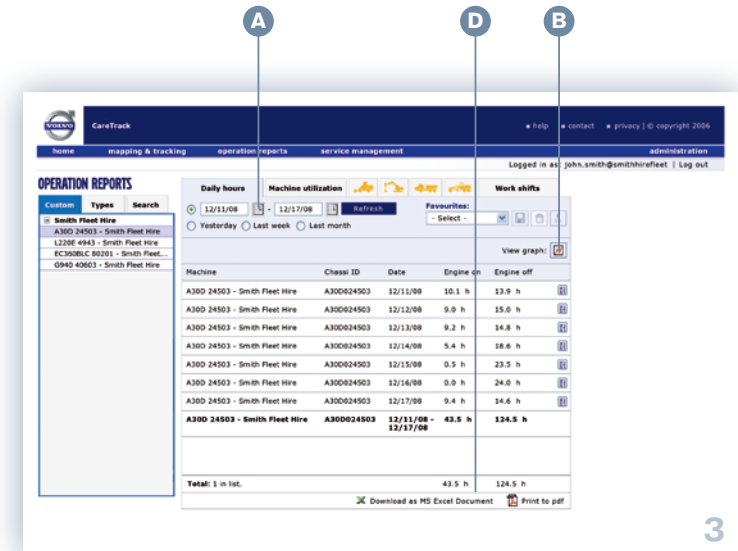 A D B
VOLVO CareTrack help contact privacy | © copyright 2006
home mapping & tracking operation reports service management administration
Logged in as: john.smith@smithhirefleet | Log out
OPERATION REPORTS
Custom Types Search
Smith Fleet Hire
A30D 24503 - Smith Fleet Hire
L220E 4943 - Smith Fleet Hire
EC360BLC 80201 - Smith Fleet...
G940 40603 - Smith Fleet Hire
Daily hours Machine utilization Work shifts
12/11/08 - 12/17/08 Refresh
Yesterday Last week Last month
Favourites:
- Select -
View graph:
Machine Chassi ID Date Engine on Engine off
A30D 24503 - Smith Fleet Hire A30D024503 12/11/08 10.1 h 13.9 h
A30D 24503 - Smith Fleet Hire A30D024503 12/12/08 9.0 h 15.0 h
A30D 24503 - Smith Fleet Hire A30D024503 12/13/08 9.2 h 14.8 h
A30D 24503 - Smith Fleet Hire A30D024503 12/14/08 5.4 h 18.6 h
A30D 24503 - Smith Fleet Hire A30D024503 12/15/08 0.5 h 23.5 h
A30D 24503 - Smith Fleet Hire A30D024503 12/16/08 0.0 h 24.0 h
A30D 24503 - Smith Fleet Hire A30D024503 12/17/08 9.4 h 14.6 h
A30D 24503 - Smith Fleet Hire A30D024503 12/11/08 - 43.5 h 124.5 h
12/17/08
Total: 1 in list. 43.5 h 124.5 h
Download as MS Excel Document Print to pdf
3